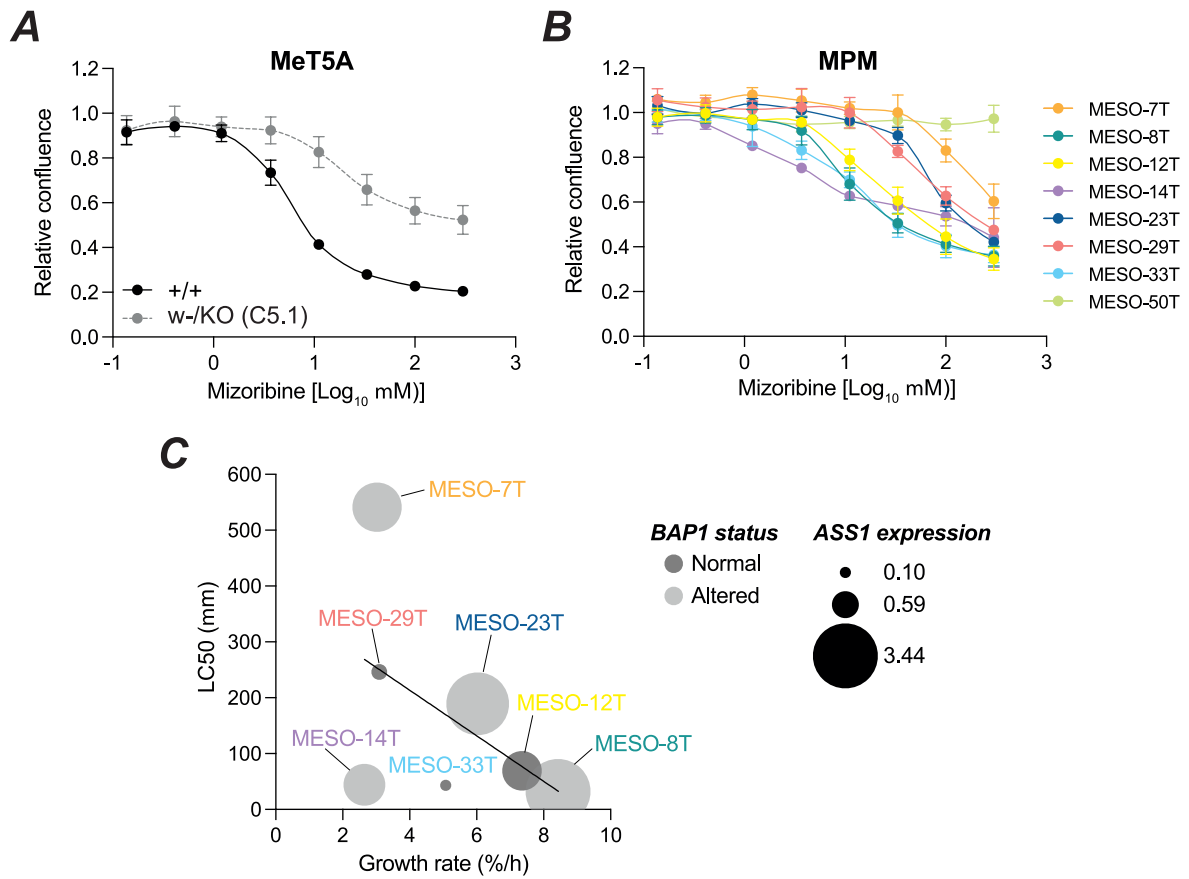 A
MeT5A
1.2
1.0
0.8
0.6
0.4
0.2
0.0
Relative confluence
+/+
w-/KO (C5.1)
-1
0
1
2
3
Mizoribine [Log10 mM)]
B
MPM
1.2
1.0
0.8
0.6
0.4
0.2
0.0
Relative confluence
-1
0
1
2
3
Mizoribine [Log10 mM)]
MESO-7T
MESO-8T
MESO-12T
MESO-14T
MESO-23T
MESO-29T
MESO-33T
MESO-50T
C
600
500
400
300
200
100
0
LC50 (mm)
MESO-7T
MESO-29T
MESO-23T
MESO-12T
MESO-14T
MESO-33T
MESO-8T
0
2
4
6
8
10
Growth rate (%/h)
BAP1 status
Normal
Altered
ASS1 expression
0.10
0.59
3.44